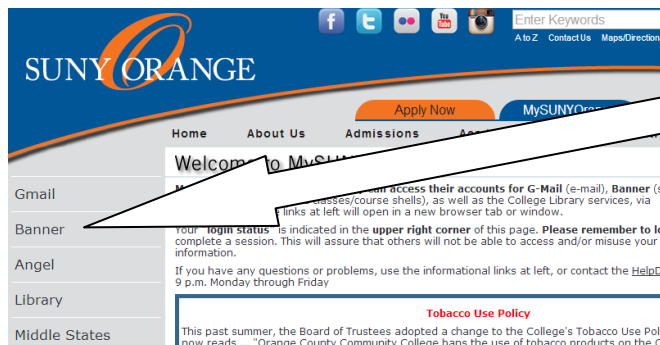 Enter Keywords
A to Z Contact Us Maps/Direction
SUNY ORANGE
Apply Now MySUNYOran
Home About Us Admissions
Welcome to MySUN
Gmail
Banner
Angel
Library
Middle States
can access their accounts for G-Mail (e-mail), Banner (s
classes/course shells), as well as the College Library services, via
links at left will open in a new browser tab or window.
Your "login status" is indicated in the upper right corner of this page. Please remember to lo
complete a session. This will assure that others will not be able to access and/or misuse your
information.
If you have any questions or problems, use the informational links at left, or contact the HelpD
9 p.m. Monday through Friday
Tobacco Use Policy
This past summer, the Board of Trustees adopted a change to the College's Tobacco Use Pol
now reads ... "Orange County Community College bans the use of tobacco products on the C